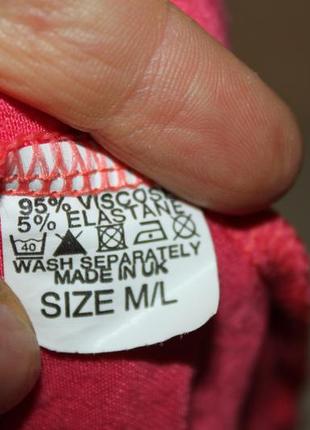 95% VISCOSE
5% ELASTANE
40
WASH SEPARATELY
MADE IN UK
SIZE M/L